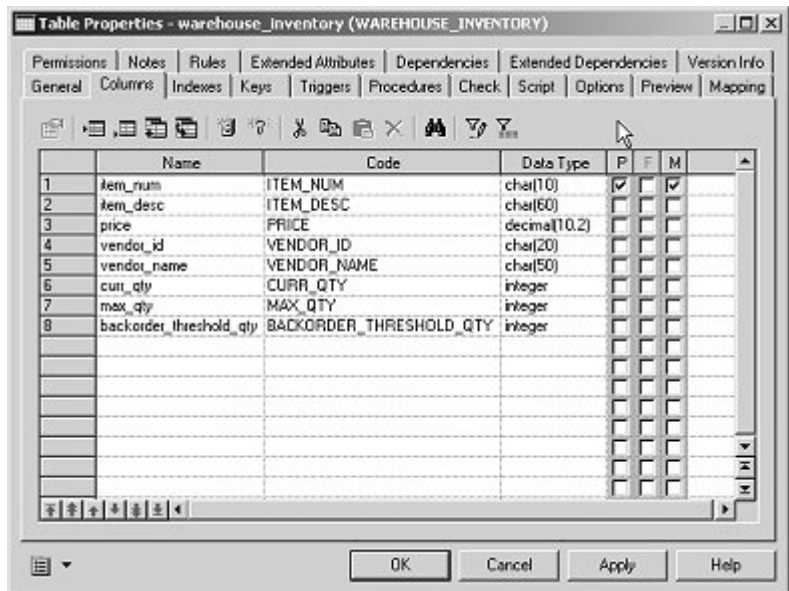 Table Properties - warehouse_inventory (WAREHOUSE_INVENTORY)
Permissions Notes Rules Extended Attributes Dependencies Extended Dependencies Version Info
General Columns Indexes Keys Triggers Procedures Check Script Options Preview Mapping
Name Code Data Type P F M
1 item_num ITEM_NUM char(10)
2 item_desc ITEM_DESC char(60)
3 price PRICE decimal(10.2)
4 vendor_id VENDOR_ID char(20)
5 vendor_name VENDOR_NAME char(50)
6 curr_qty CURR_QTY integer
7 max_qty MAX_QTY integer
8 backorder_threshold_qty BACKORDER_THRESHOLD_QTY integer
OK Cancel Apply Help